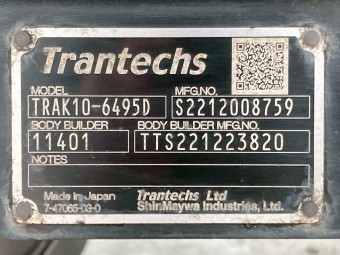 Trantechs
MODEL MFG.NO.
TRAK10-6495D S2212008759
BODY BUILDER BODY BUILDER MFG.NO.
11401 TTS221223820
NOTES
Made in Japan Trantechs Ltd
7-47065-D3-0 ShinMaywa Industries, Ltd.